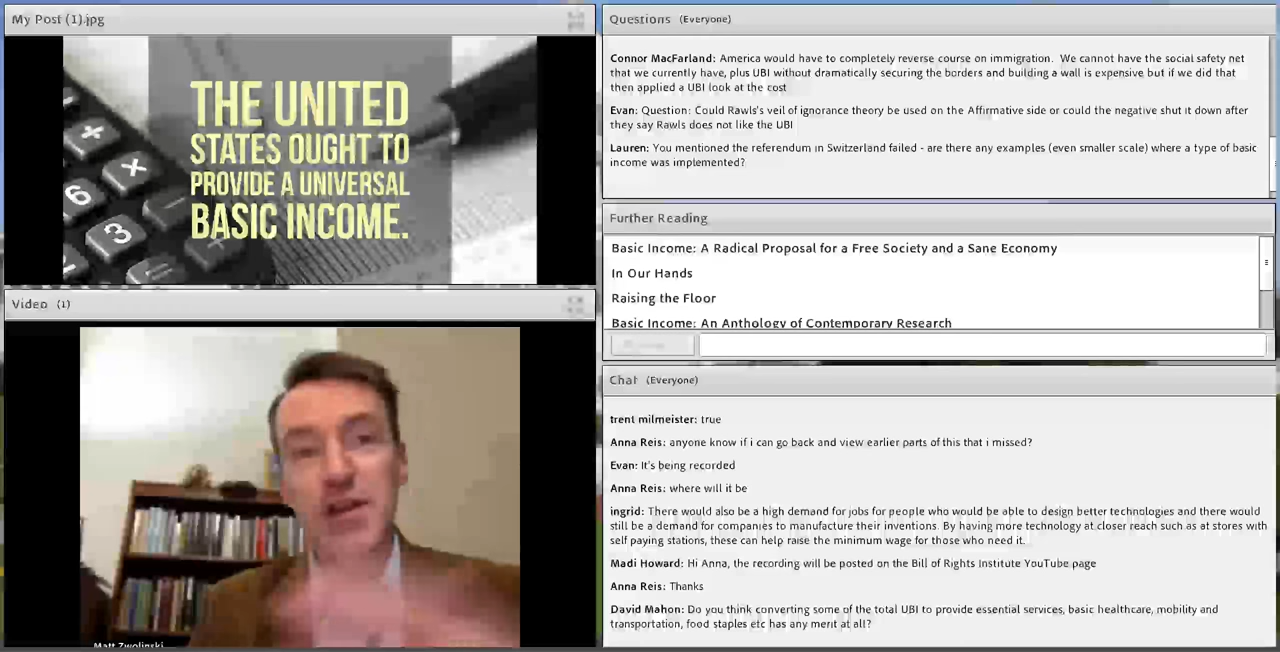 My Post (1).jpg
THE UNITED
STATES OUGHT TO
PROVIDE A UNIVERSAL
BASIC INCOME.
6
3
Video (1)
Matt Zwolinski
Questions (Everyone)
Connor MacFarland: America would have to completely reverse course on immigration. We cannot have the social safety net
that we currently have, plus UBI without dramatically securing the borders and building a wall is expensive but if we did that
then applied a UBI look at the cost
Evan: Question: Could Rawls's veil of ignorance theory be used on the Affirmative side or could the negative shut it down after
they say Rawls does not like the UBI
Lauren: You mentioned the referendum in Switzerland failed - are there any examples (even smaller scale) where a type of basic
income was implemented?
Further Reading
Basic Income: A Radical Proposal for a Free Society and a Sane Economy
In Our Hands
Raising the Floor
Basic Income: An Anthology of Contemporary Research
Chat (Everyone)
trent milmeister: true
Anna Reis: anyone know if i can go back and view earlier parts of this that i missed?
Evan: It's being recorded
Anna Reis: where will it be
ingrid: There would also be a high demand for jobs for people who would be able to design better technologies and there would
still be a demand for companies to manufacture their inventions. By having more technology at closer reach such as at stores with
self paying stations, these can help raise the minimum wage for those who need it.
Madi Howard: Hi Anna, the recording will be posted on the Bill of Rights Institute YouTube page
Anna Reis: Thanks
David Mahon: Do you think converting some of the total UBI to provide essential services, basic healthcare, mobility and
transportation, food staples etc has any merit at all?